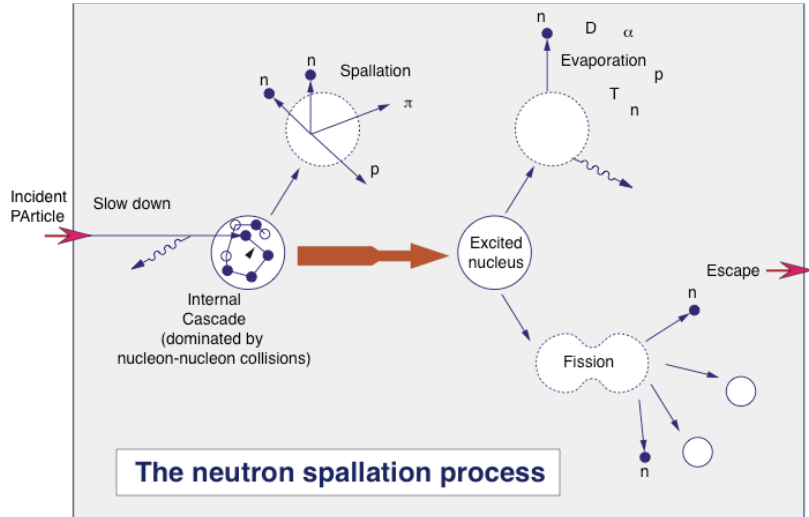 n
n
Spallation
π
p
n
D
α
Evaporation
p
T
n
Incident
PArticle
Slow down
Excited
nucleus
Escape
Internal
Cascade
(dominated by
nucleon-nucleon collisions)
n
Fission
n
The neutron spallation process